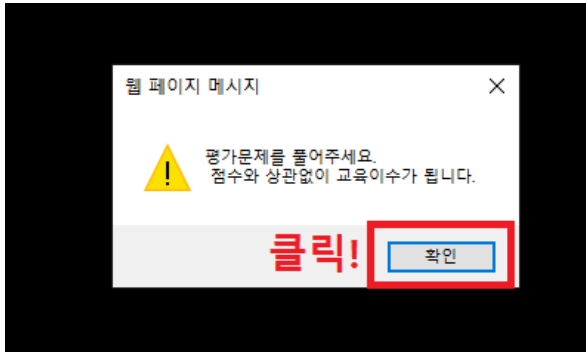 웹 페이지 메시지
평가문제를 풀어주세요.
점수와 상관없이 교육이수가 됩니다.
클릭! 확인